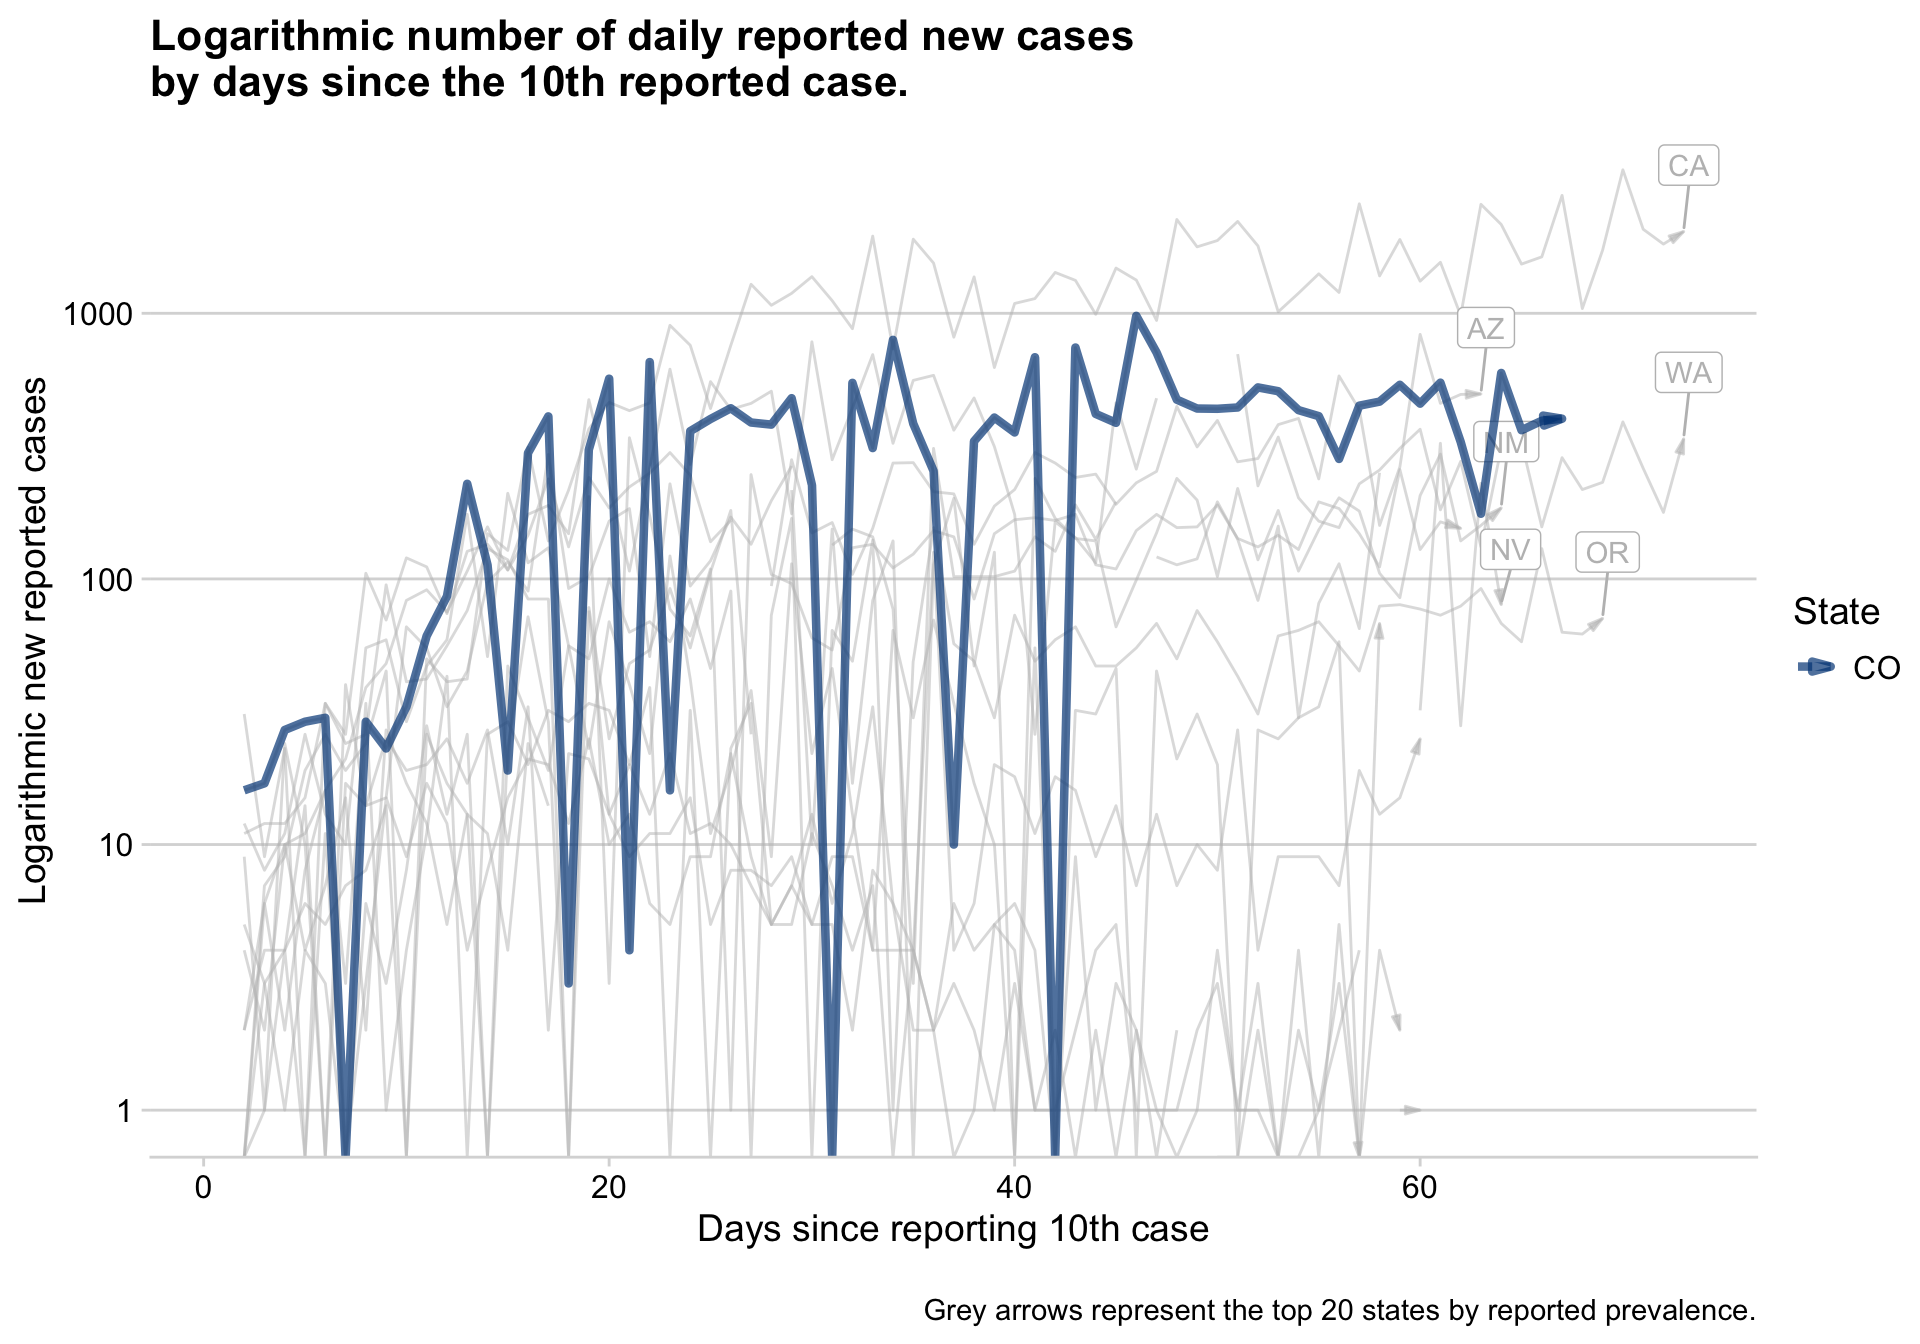 Logarithmic number of daily reported new cases
by days since the 10th reported case.
Logarithmic new reported cases
1000
100
10
1
CA
AZ
WA
NM
NV
OR
State
CO
0
20
40
60
Days since reporting 10th case
Grey arrows represent the top 20 states by reported prevalence.